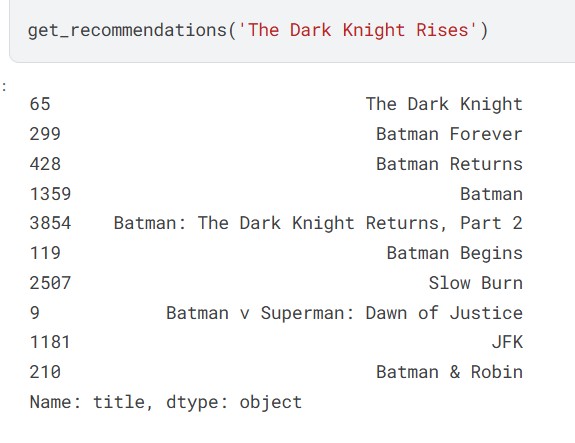 get_recommendations('The Dark Knight Rises')
:
65 The Dark Knight
299 Batman Forever
428 Batman Returns
1359 Batman
3854 Batman: The Dark Knight Returns, Part 2
119 Batman Begins
2507 Slow Burn
9 Batman v Superman: Dawn of Justice
1181 JFK
210 Batman & Robin
Name: title, dtype: object